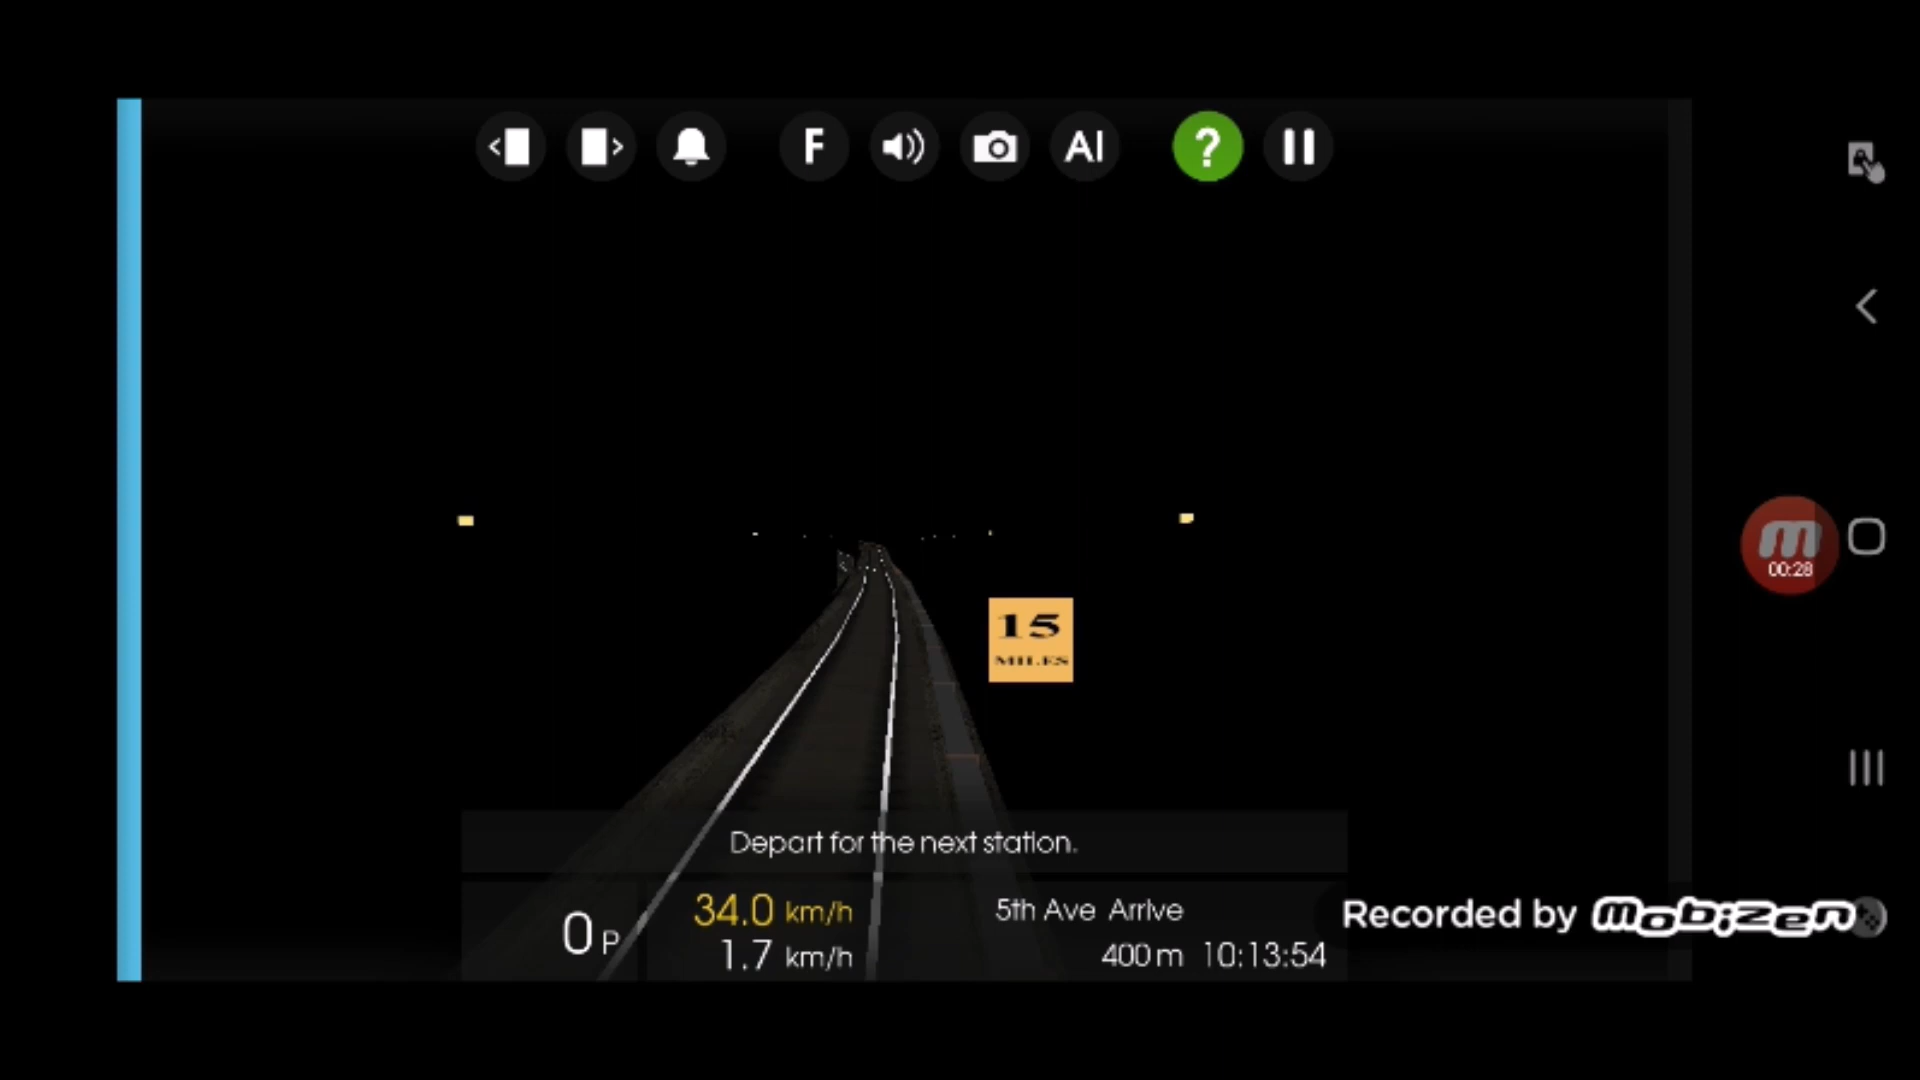 F
AI
?
m
00:28
15
MILES
Depart for the next station.
0 P
34.0 km/h
1.7 km/h
5th Ave Arrive
400 m 10:13:54
Recorded by mobizen